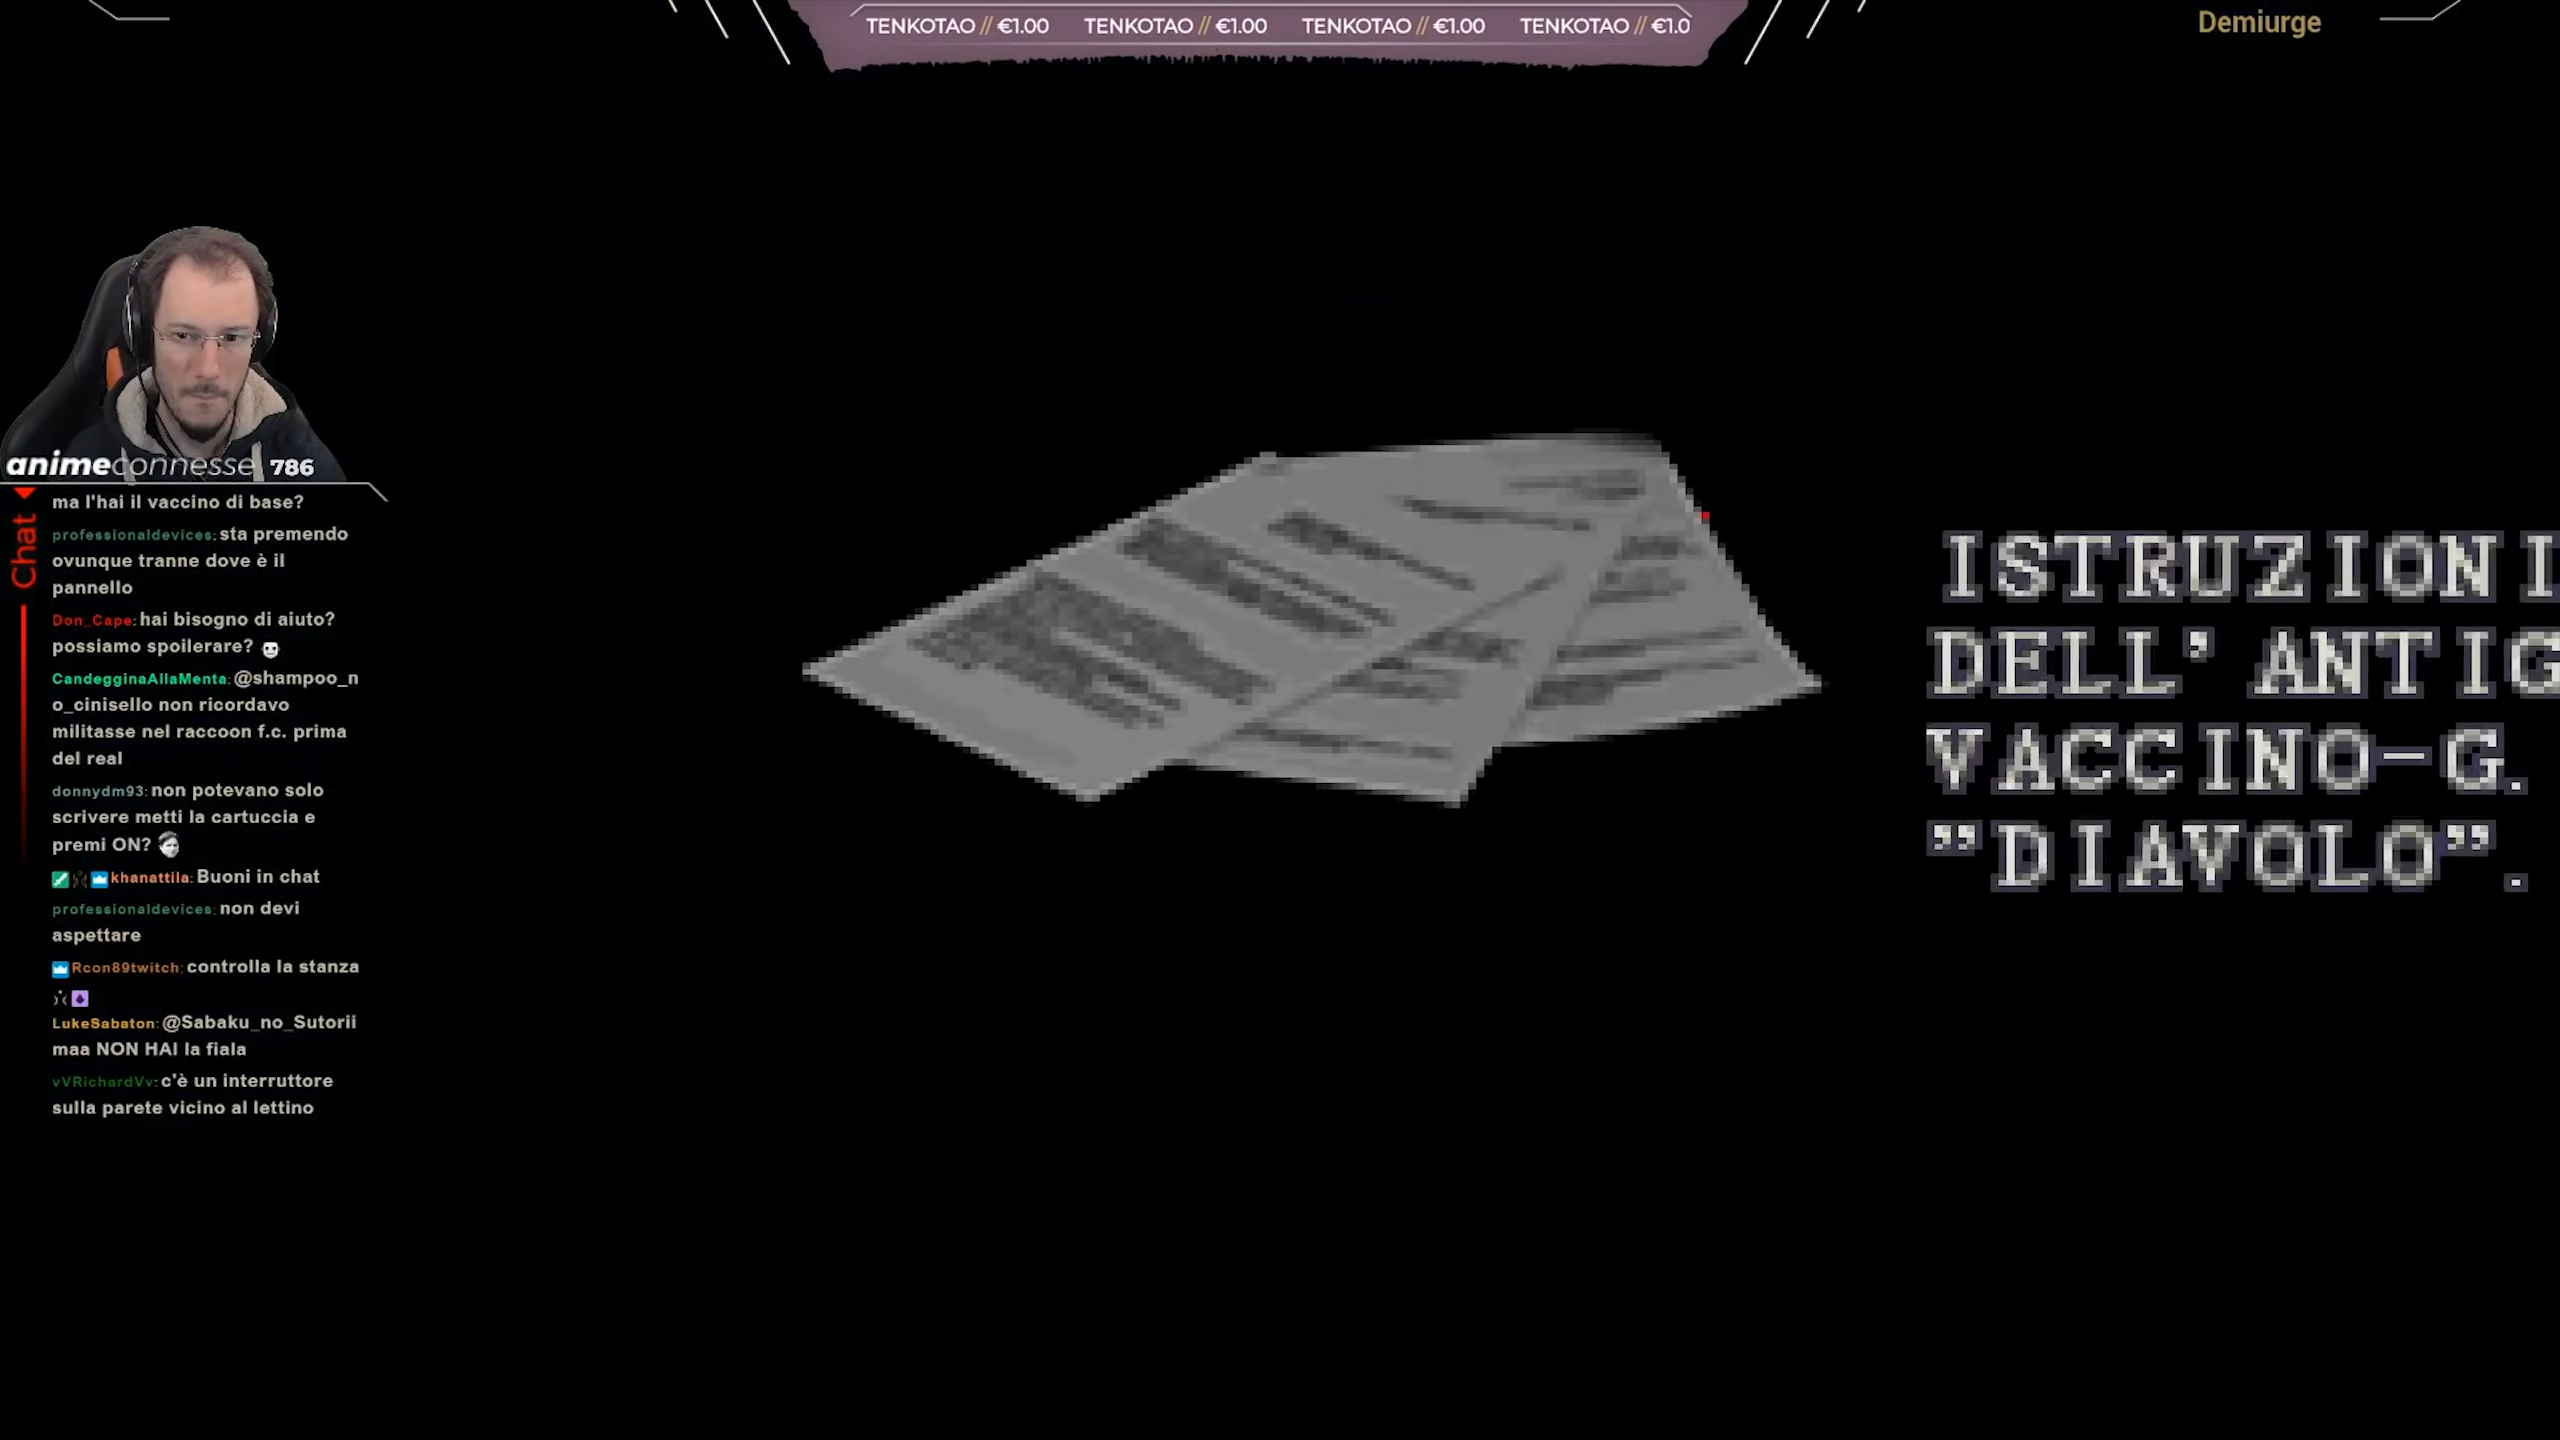 TENKOTAO // €1.00 TENKOTAO // €1.00 TENKOTAO // €1.00 TENKOTAO // €1.0
Demiurge
animeconnesse 786
Chat
ma l'hai il vaccino di base?
professionaldevices: sta premendo
ovunque tranne dove è il
pannello
Don_Cape: hai bisogno di aiuto?
possiamo spoilerare?
CandegginaAllaMenta: @shampoo_n
o_cinisello non ricordavo
militasse nel raccoon f.c. prima
del real
donnydm93: non potevano solo
scrivere metti la cartuccia e
premi ON?
khanattila: Buoni in chat
professionaldevices: non devi
aspettare
Rcon89twitch: controlla la stanza
LukeSabaton: @Sabaku_no_Sutorii
maa NON HAI la fiala
vVRichardVv: c'è un interruttore
sulla parete vicino al lettino
ISTRUZIONI
DELL' ANTIG
VACCINO-G.
"DIAVOLO".